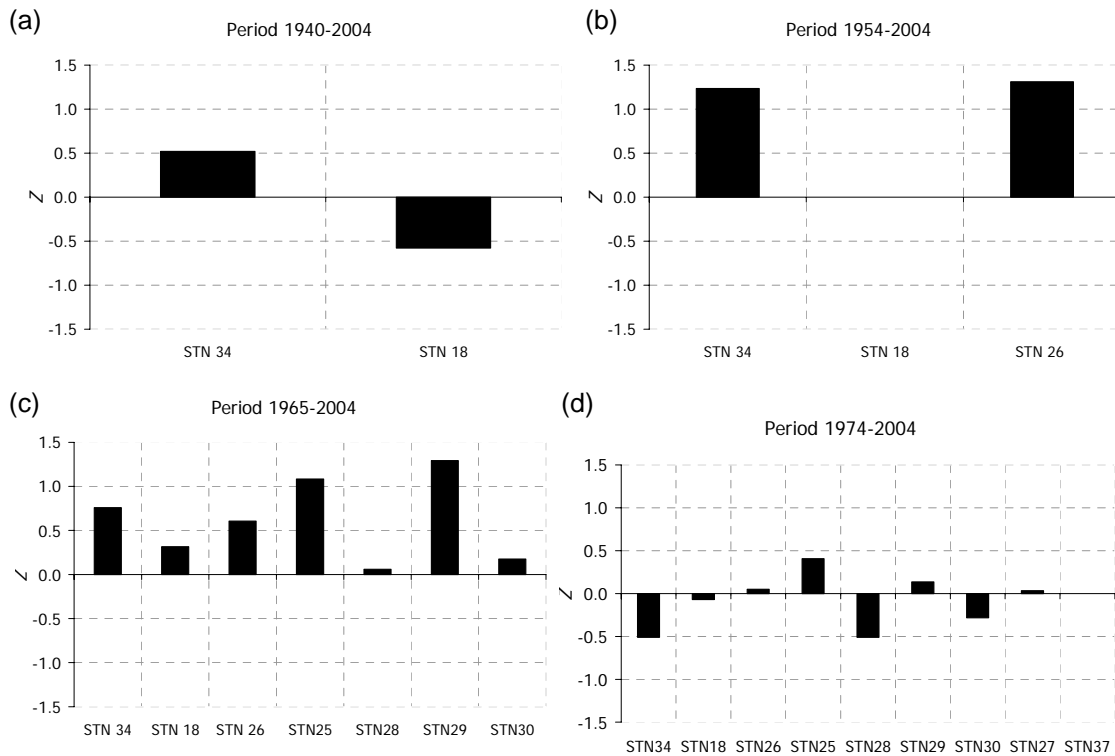 (a)
Period 1940-2004
1.5
1.0
0.5
0.0
-0.5
-1.0
-1.5
Z
STN 34 STN 18
(b)
Period 1954-2004
1.5
1.0
0.5
0.0
-0.5
-1.0
-1.5
Z
STN 34 STN 18 STN 26
(c)
Period 1965-2004
1.5
1.0
0.5
0.0
-0.5
-1.0
-1.5
Z
STN 34 STN 18 STN 26 STN25 STN28 STN29 STN30
(d)
Period 1974-2004
1.5
1.0
0.5
0.0
-0.5
-1.0
-1.5
Z
STN34 STN18 STN26 STN25 STN28 STN29 STN30 STN27 STN37